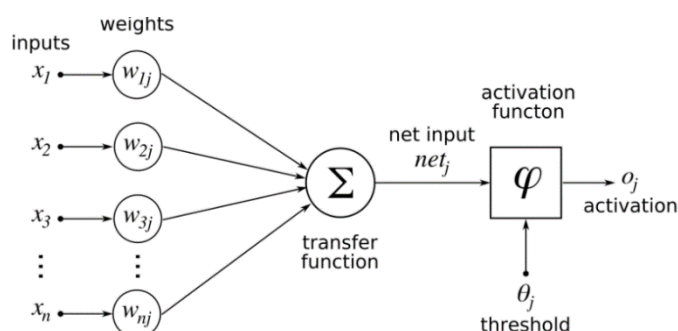 inputs
weights
x1
w1j
x2
w2j
x3
w3j
⋮
⋮
xn
wnj
Σ
transfer
function
net input
netj
activation
functon
φ
oj
activation
θj
threshold